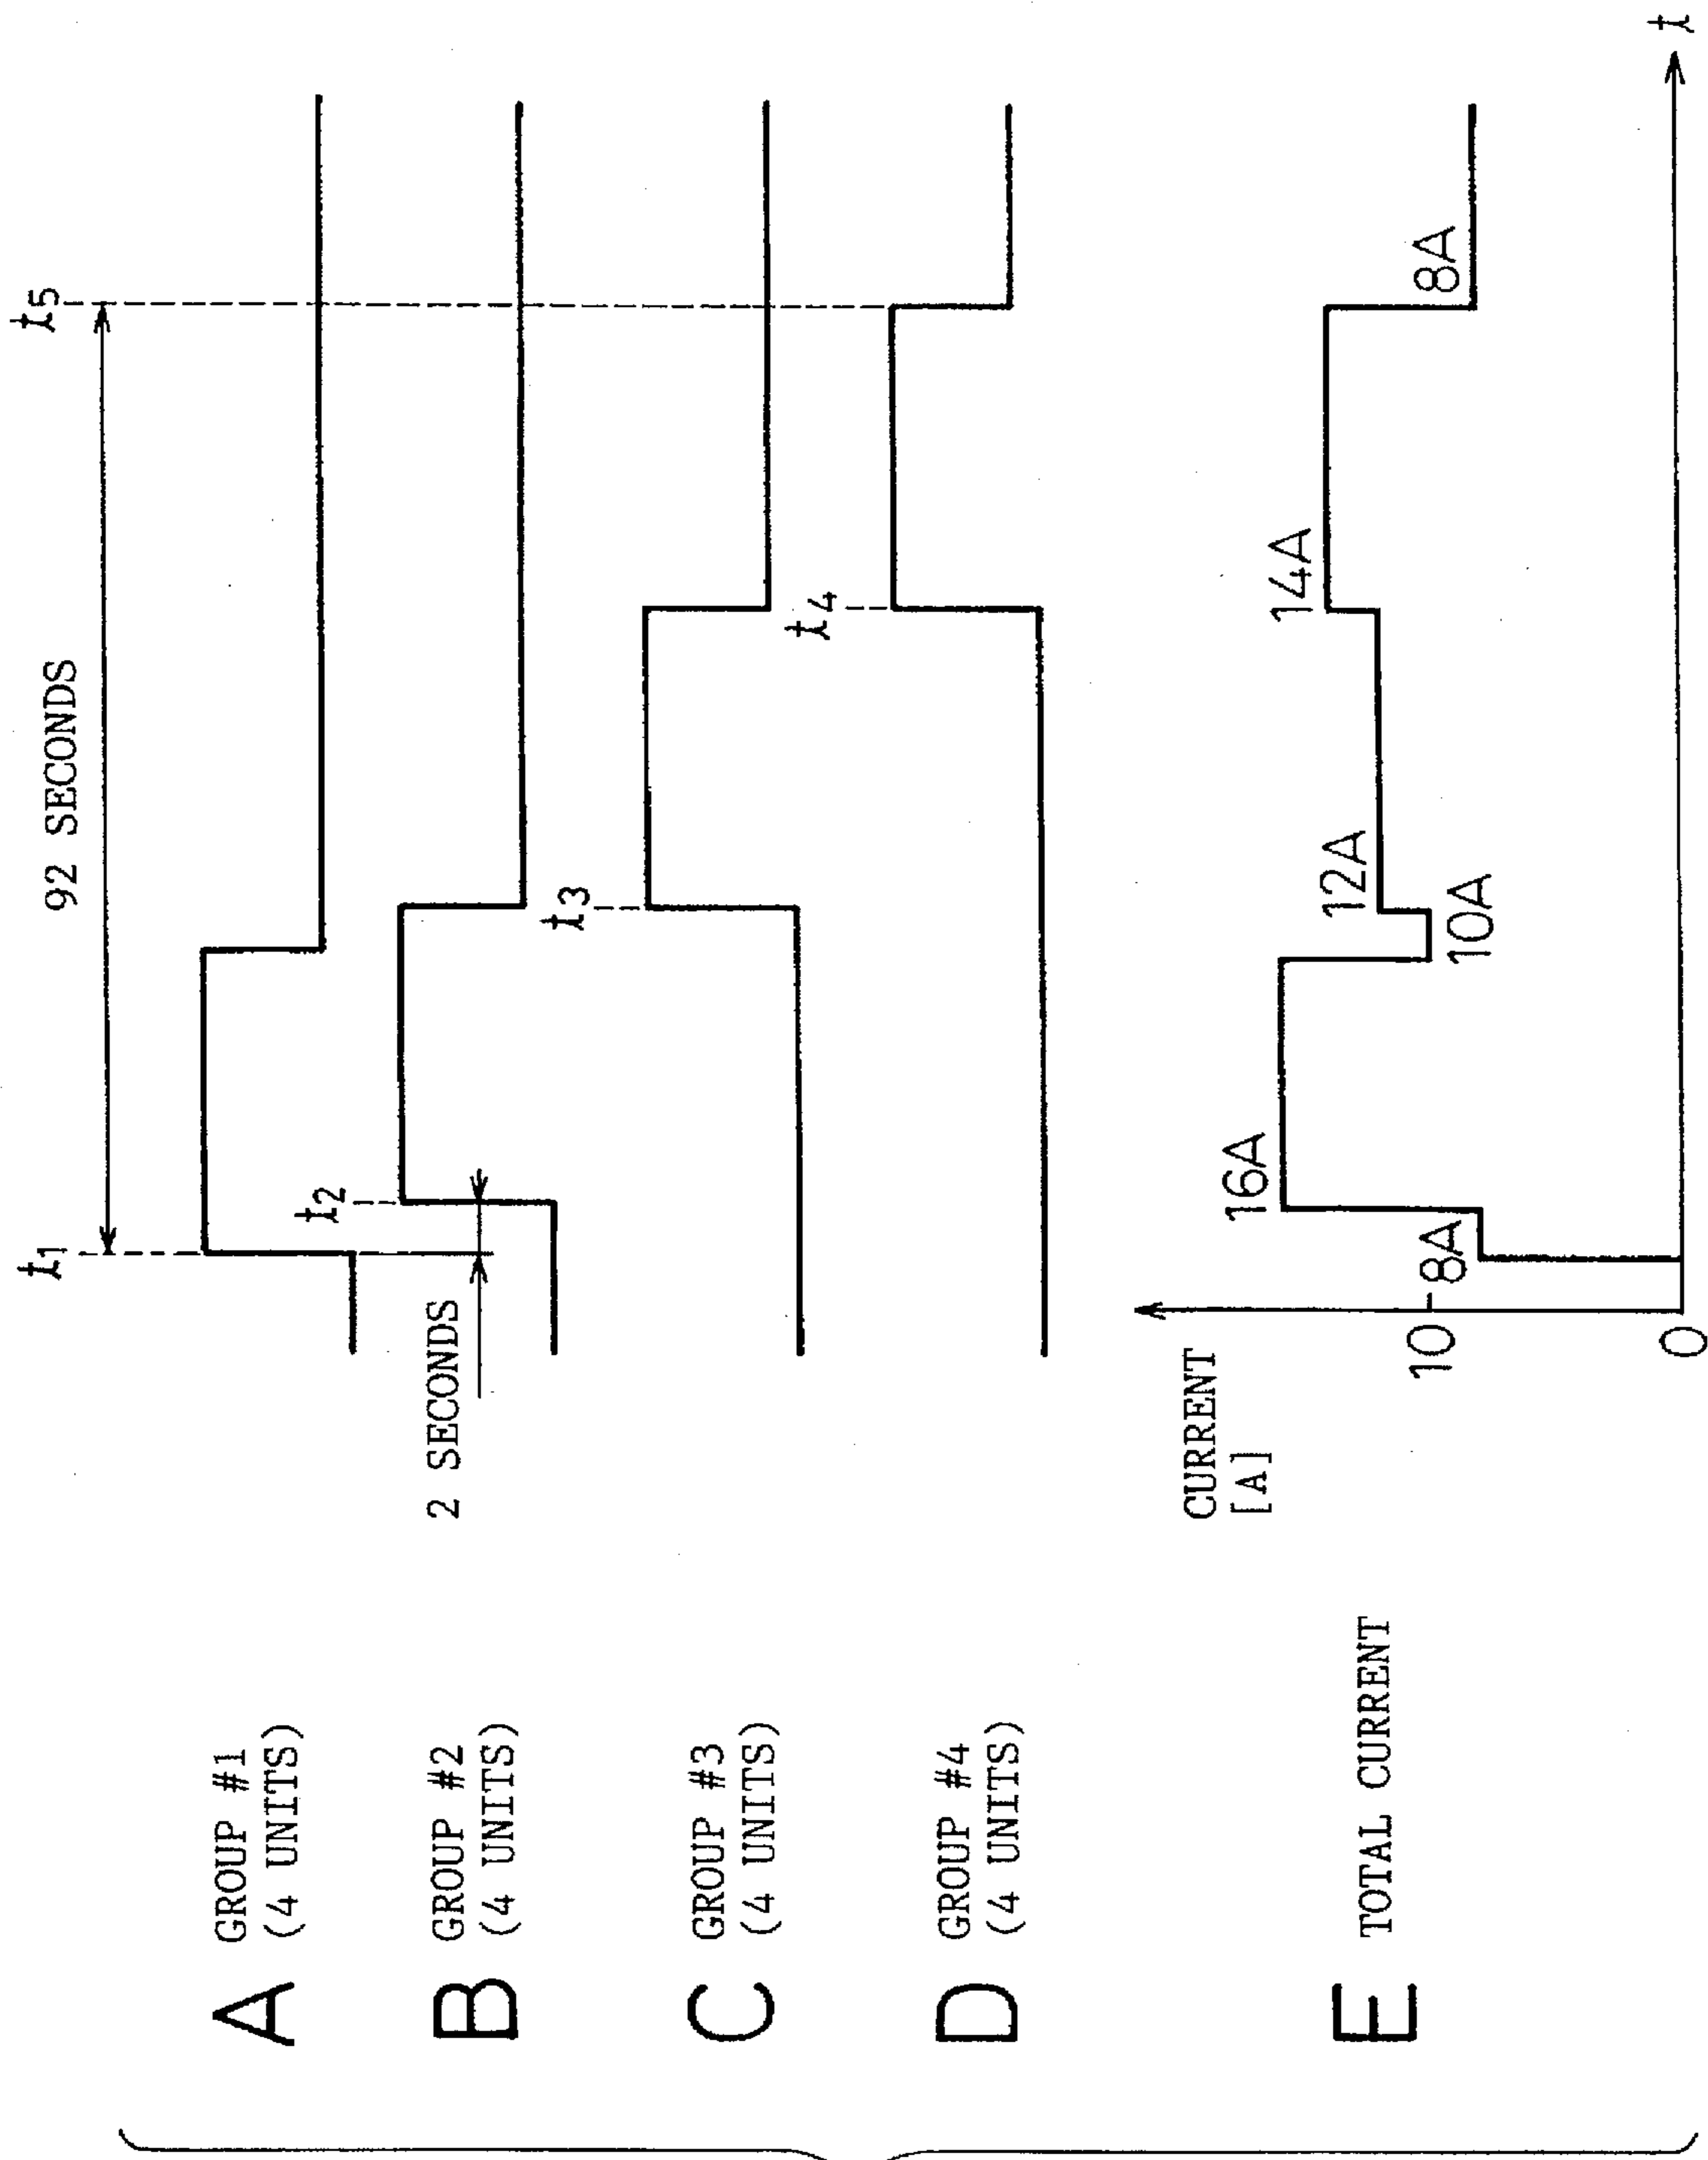 t1
92 SECONDS
t5
A GROUP #1
(4 UNITS)
t2
B GROUP #2
(4 UNITS)
2 SECONDS
t3
C GROUP #3
(4 UNITS)
t4
D GROUP #4
(4 UNITS)
CURRENT
[A]
16A
14A
12A
10A
8A
8A
10
0
t
E TOTAL CURRENT